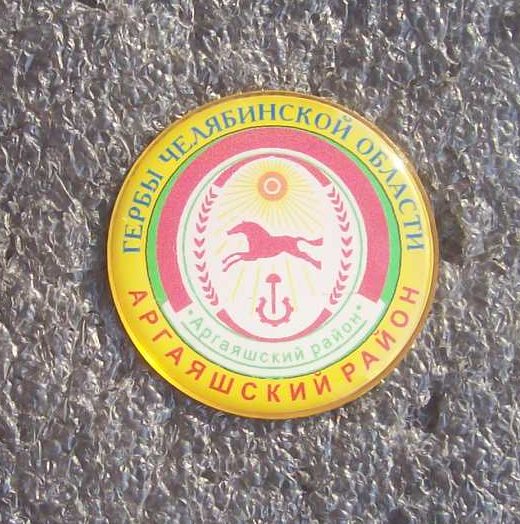 ГЕРБЫ ЧЕЛЯБИНСКОЙ ОБЛАСТИ
*Аргаяшский район*
АРГАЯШСКИЙ РАЙОН